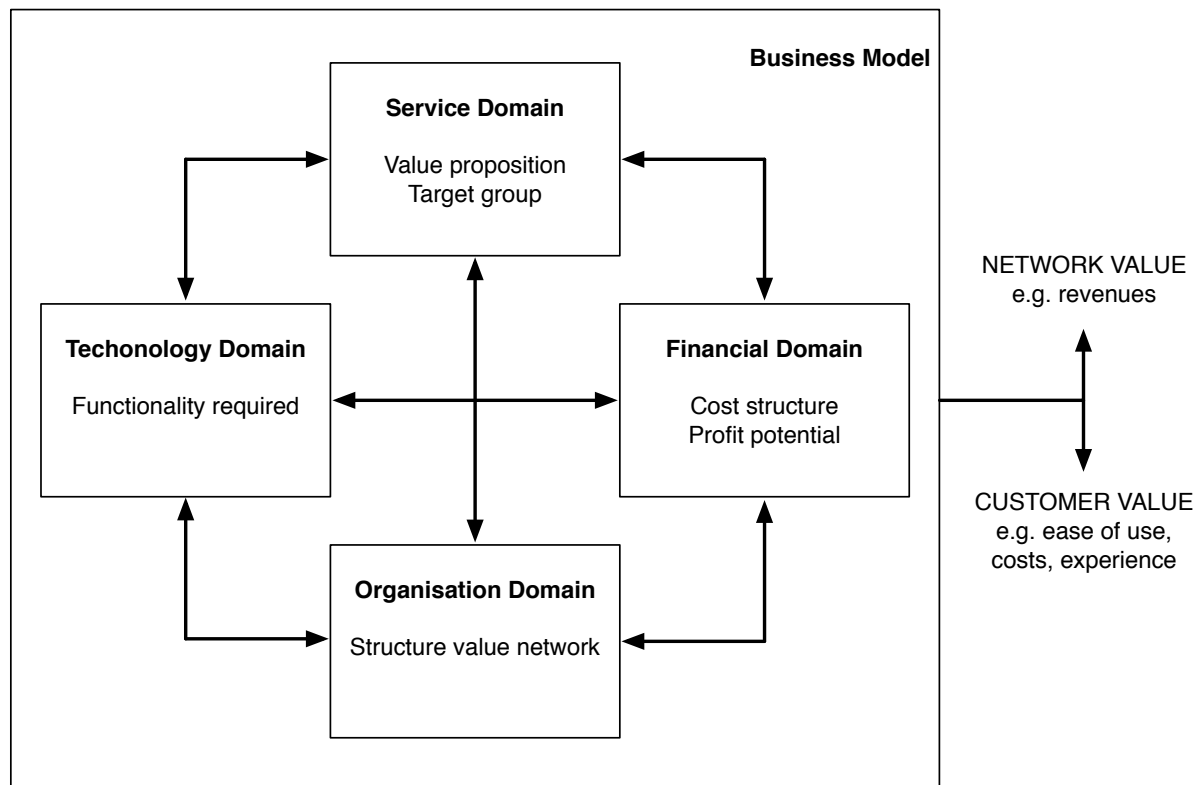 Business Model
Service Domain
Value proposition
Target group
Techonology Domain
Functionality required
Financial Domain
Cost structure
Profit potential
Organisation Domain
Structure value network
NETWORK VALUE
e.g. revenues
CUSTOMER VALUE
e.g. ease of use,
costs, experience